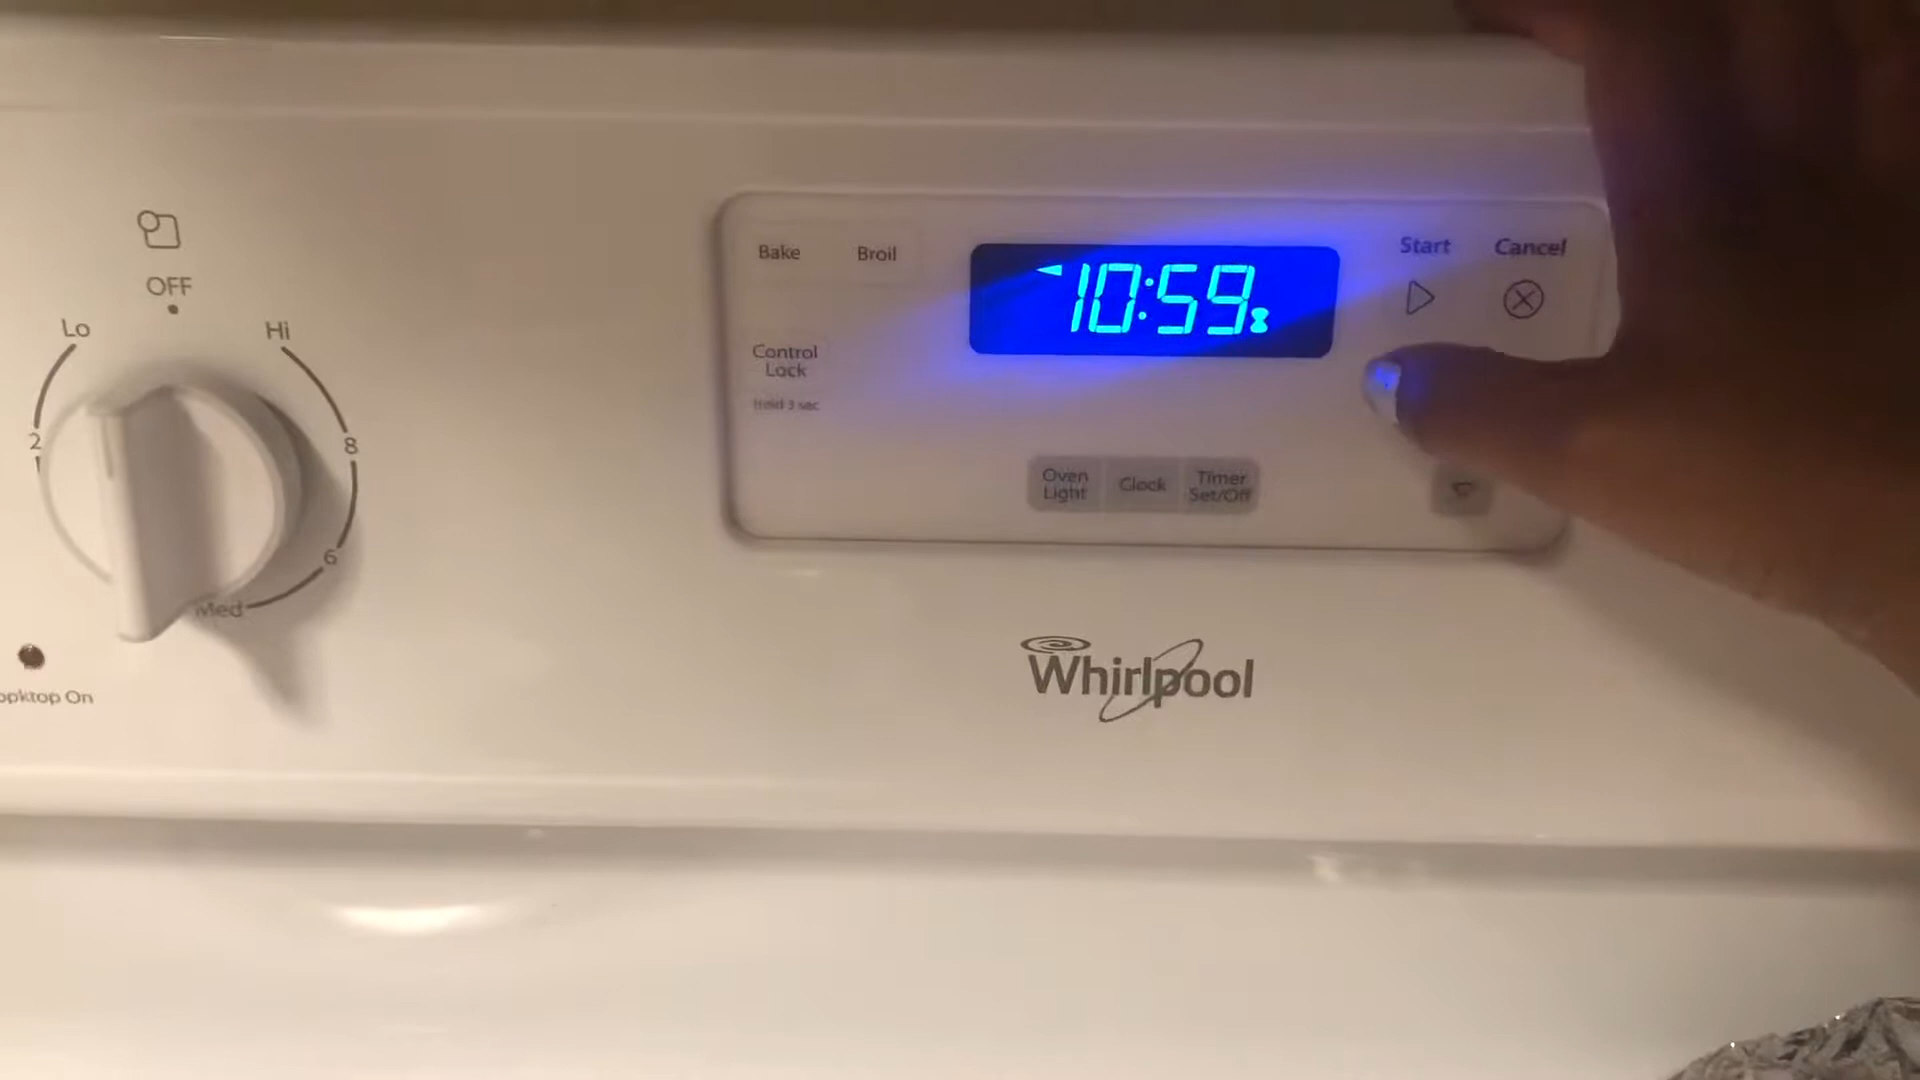 OFF
Lo
Hi
2
8
6
Med
Cooktop On
Bake
Broil
10:59
Start
Cancel
Control
Lock
Hold 3 sec
Oven
Light
Clock
Timer
Set/Off
Whirlpool